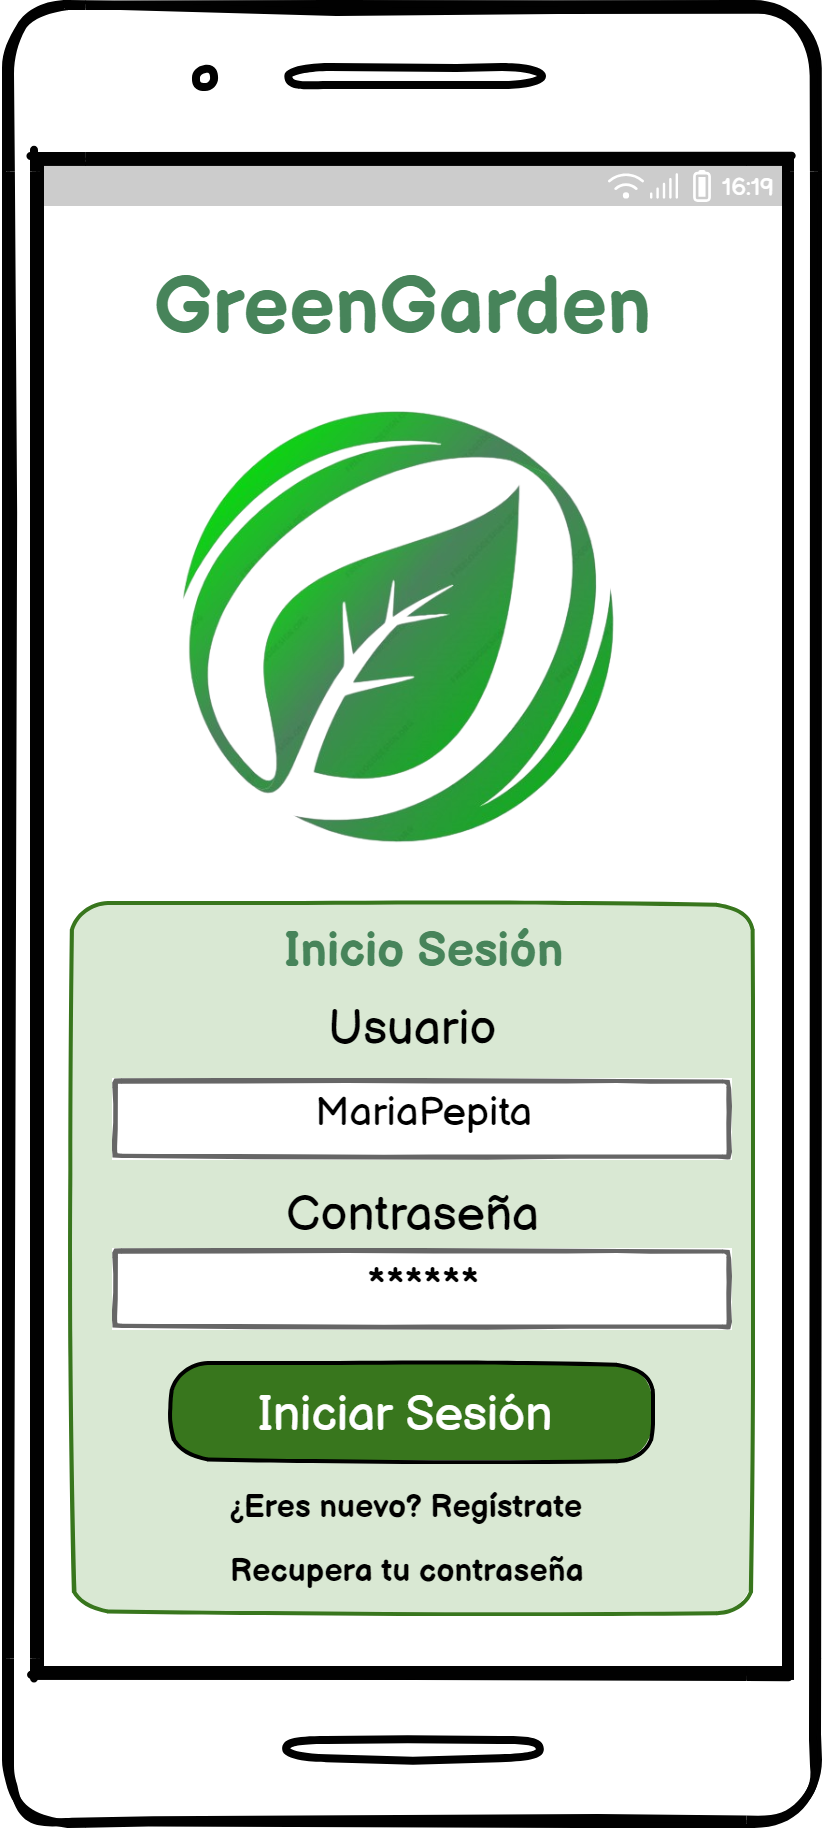 16:19
GreenGarden
Inicio Sesión
Usuario
MariaPepita
Contraseña
******
Iniciar Sesión
¿Eres nuevo? Regístrate
Recupera tu contraseña